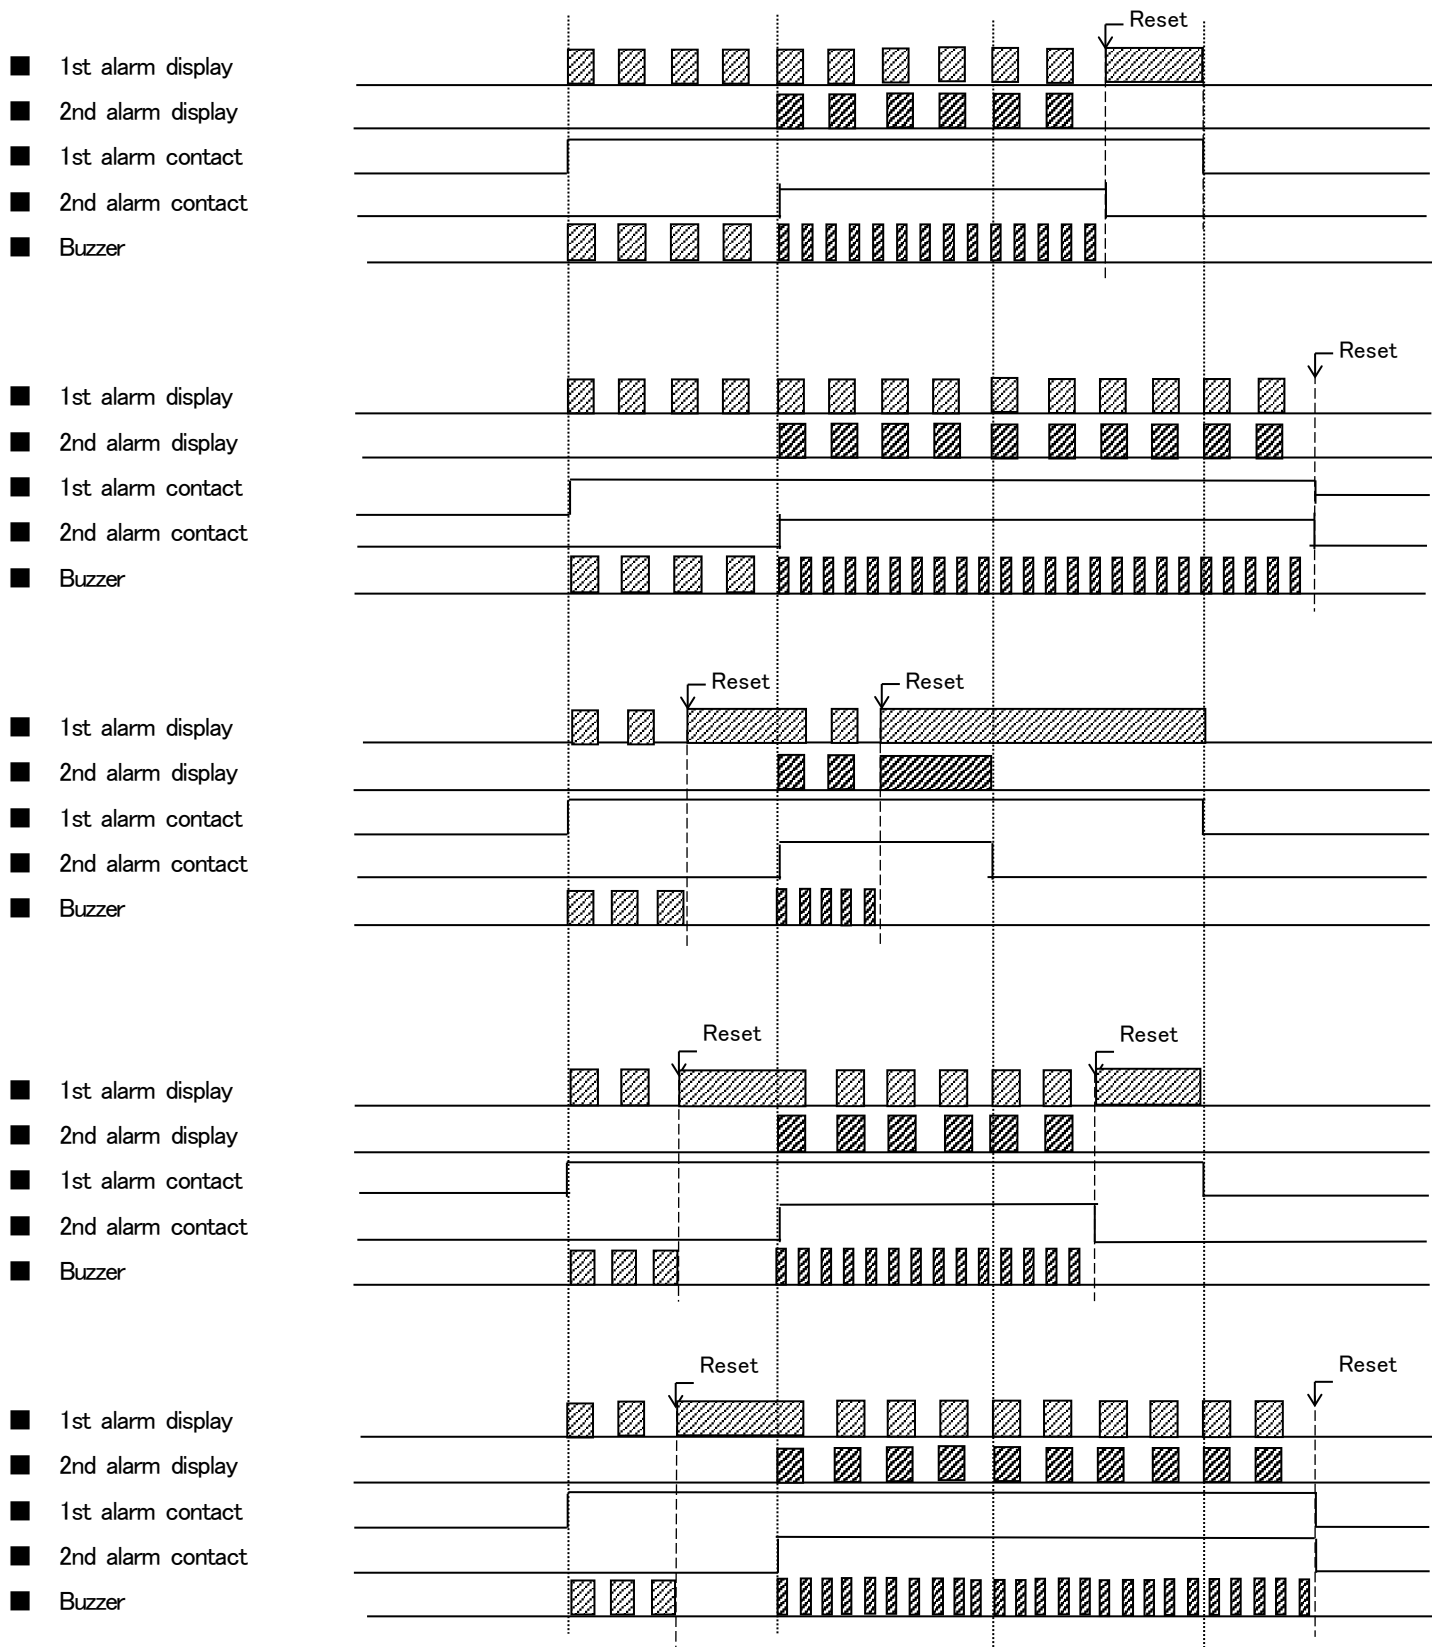 Reset
■ 1st alarm display
■ 2nd alarm display
■ 1st alarm contact
■ 2nd alarm contact
■ Buzzer
Reset
■ 1st alarm display
■ 2nd alarm display
■ 1st alarm contact
■ 2nd alarm contact
■ Buzzer
Reset Reset
■ 1st alarm display
■ 2nd alarm display
■ 1st alarm contact
■ 2nd alarm contact
■ Buzzer
Reset Reset
■ 1st alarm display
■ 2nd alarm display
■ 1st alarm contact
■ 2nd alarm contact
■ Buzzer
Reset Reset
■ 1st alarm display
■ 2nd alarm display
■ 1st alarm contact
■ 2nd alarm contact
■ Buzzer